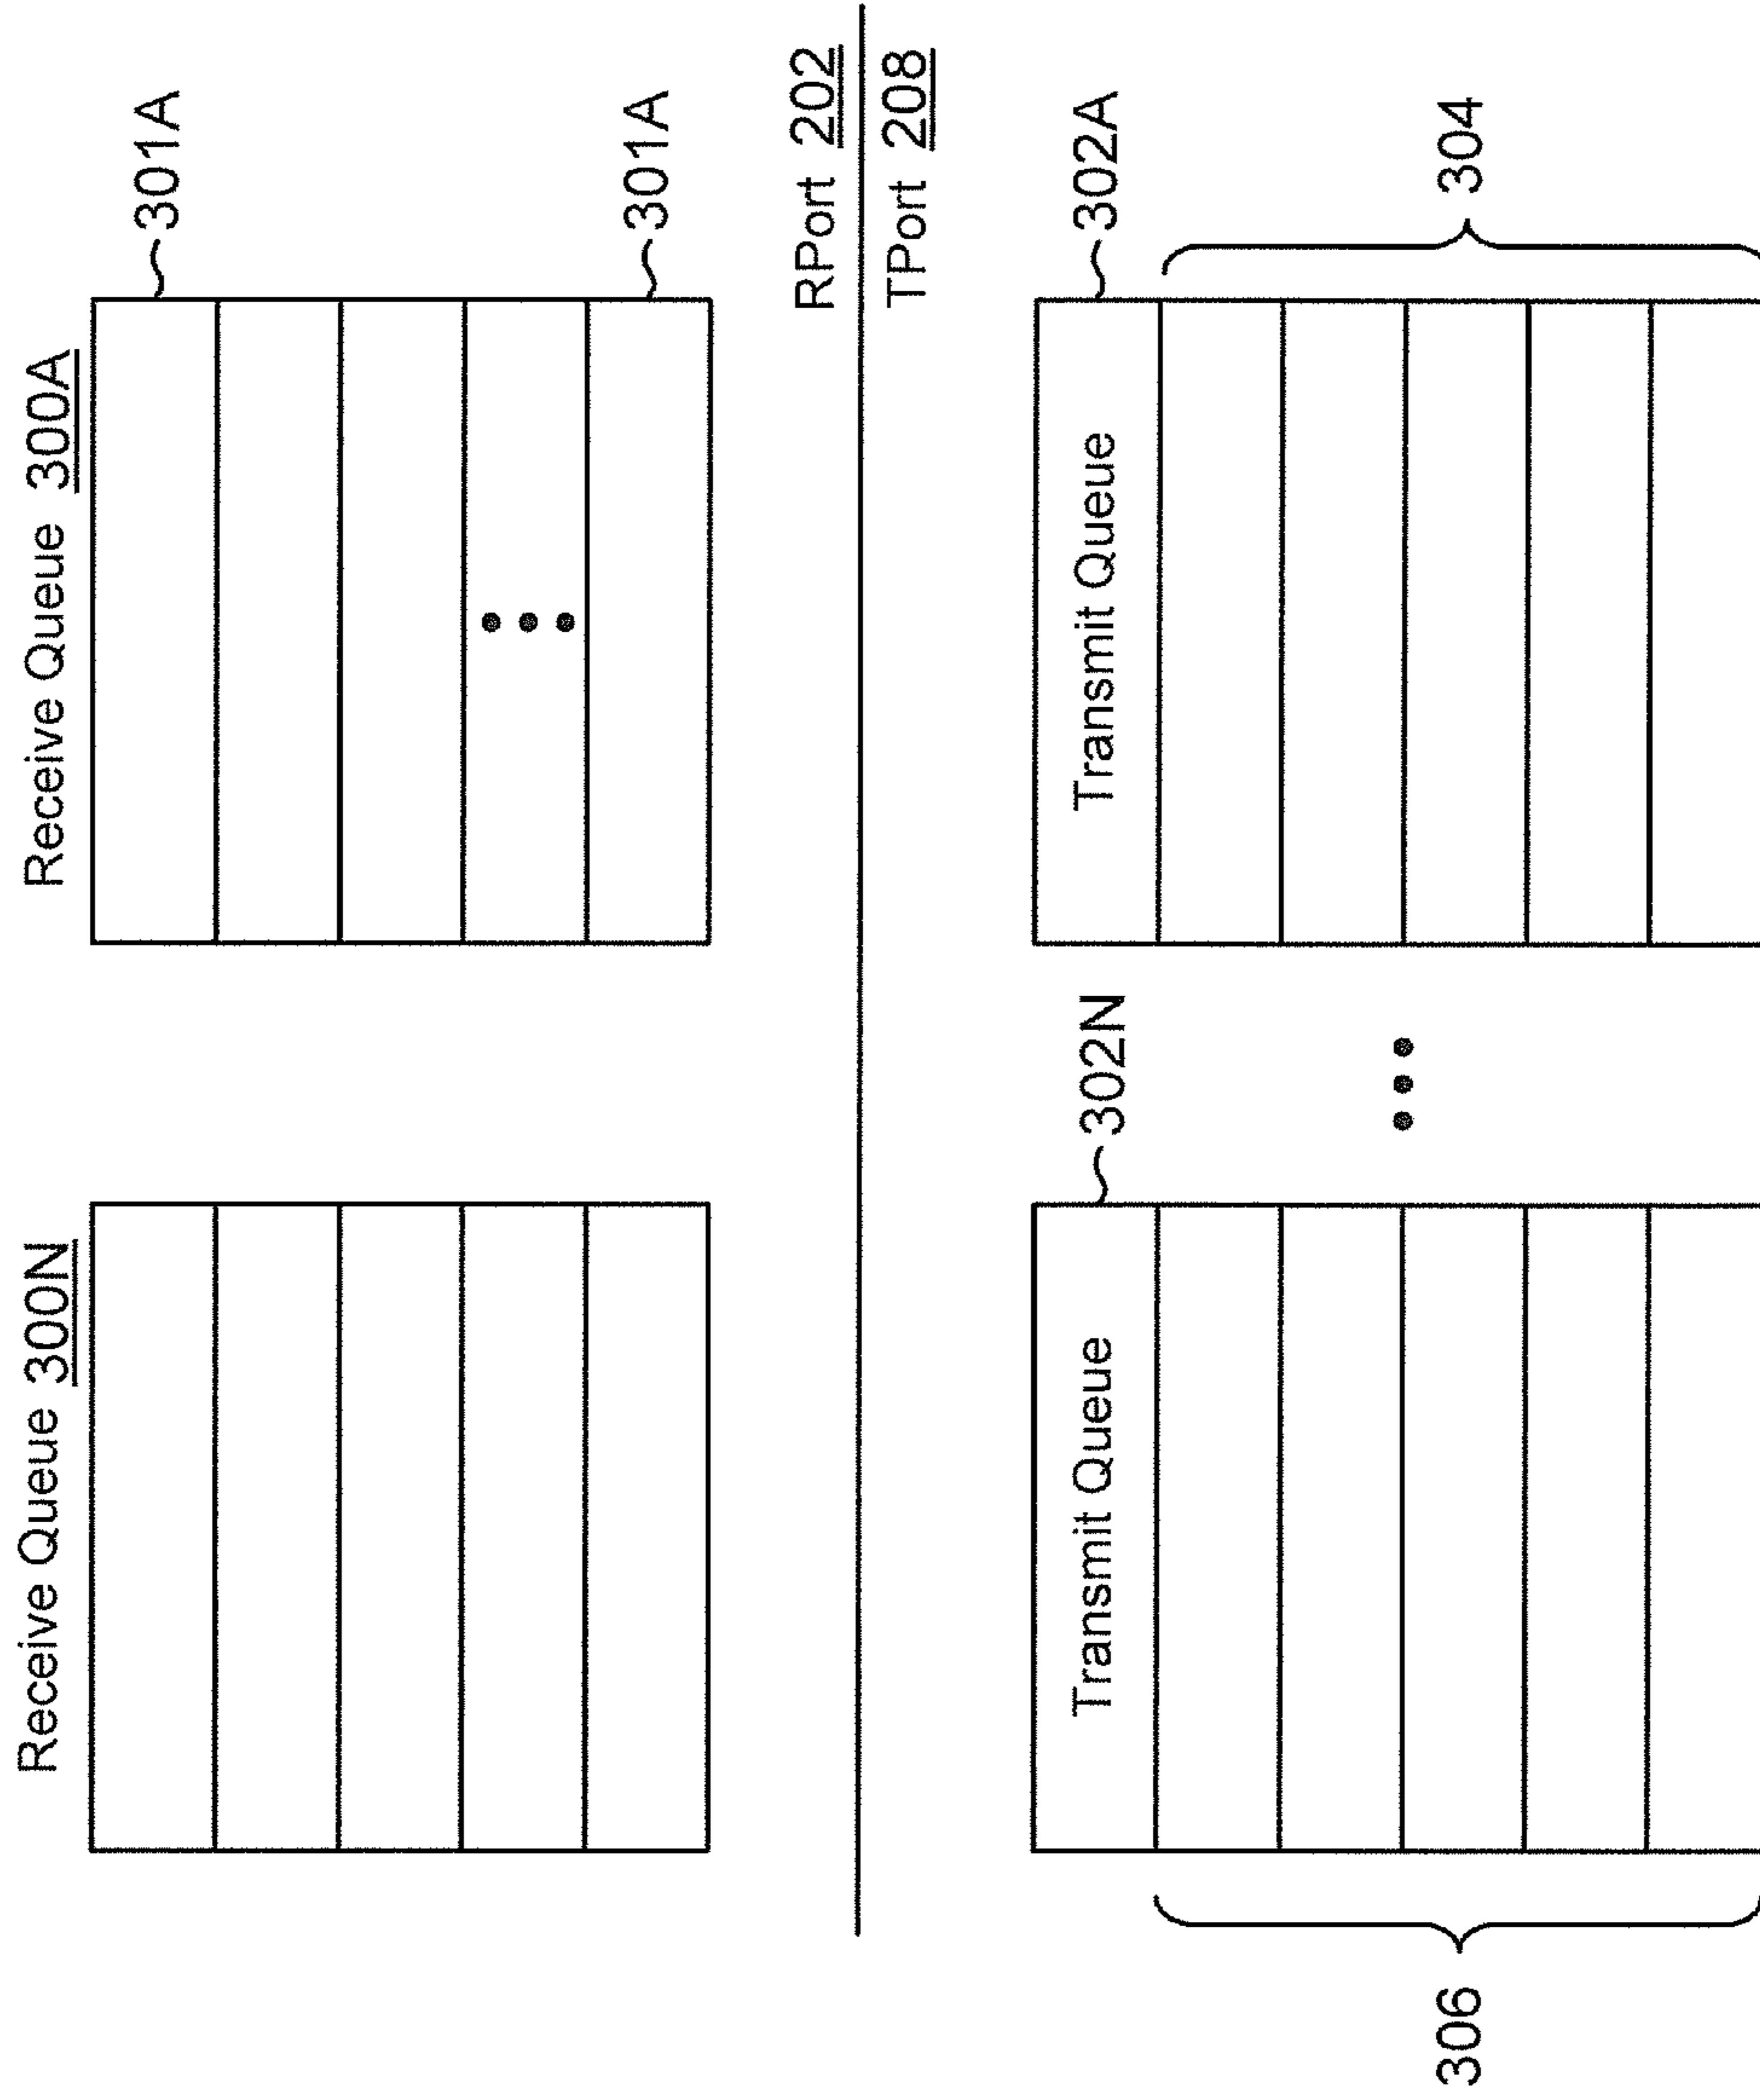 Receive Queue 300N
Receive Queue 300A
301A
301A
RPort 202
TPort 208
Transmit Queue
302N
Transmit Queue
302A
306
304